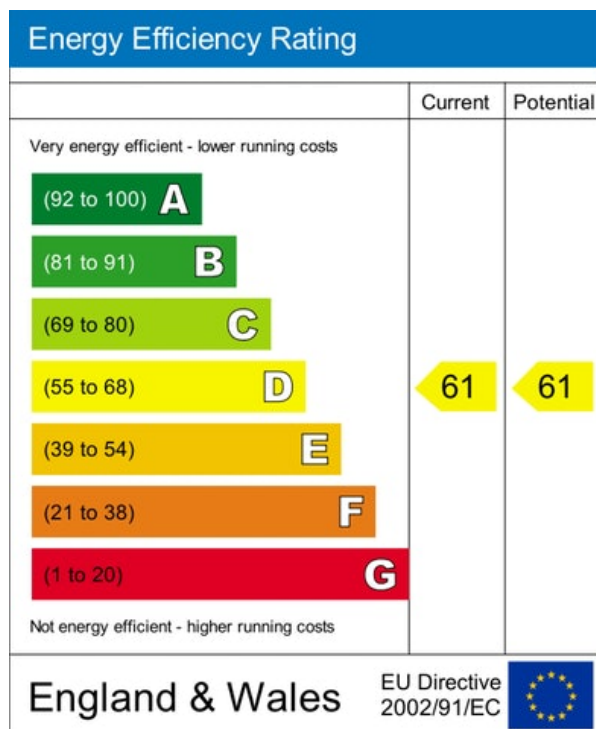 Energy Efficiency Rating
Current Potential
Very energy efficient - lower running costs
(92 to 100) A
(81 to 91) B
(69 to 80) C
(55 to 68) D 61 61
(39 to 54) E
(21 to 38) F
(1 to 20) G
Not energy efficient - higher running costs
England & Wales
EU Directive
2002/91/EC